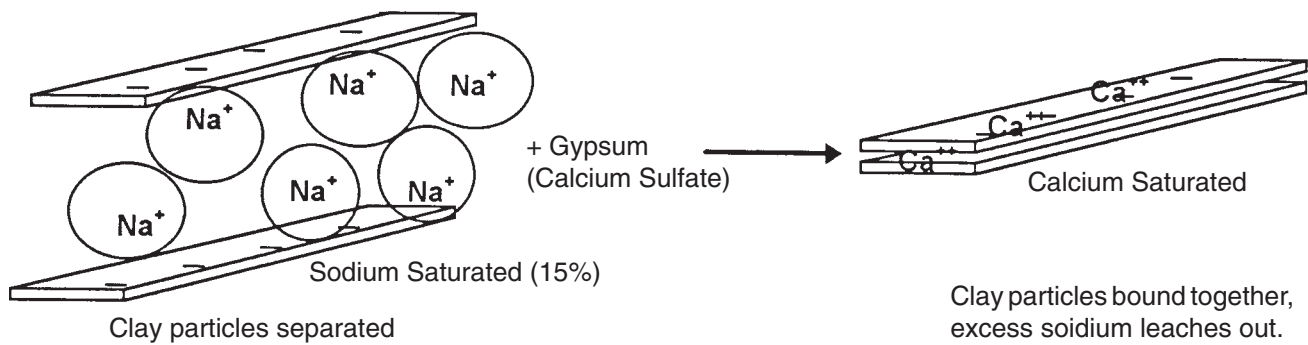 Na⁺
Na⁺
Na⁺
Na⁺
Na⁺
Na⁺
Sodium Saturated (15%)
Clay particles separated
+ Gypsum
(Calcium Sulfate)
Ca⁺⁺
Ca⁺⁺
Ca⁺⁺
Calcium Saturated
Clay particles bound together,
excess soidium leaches out.